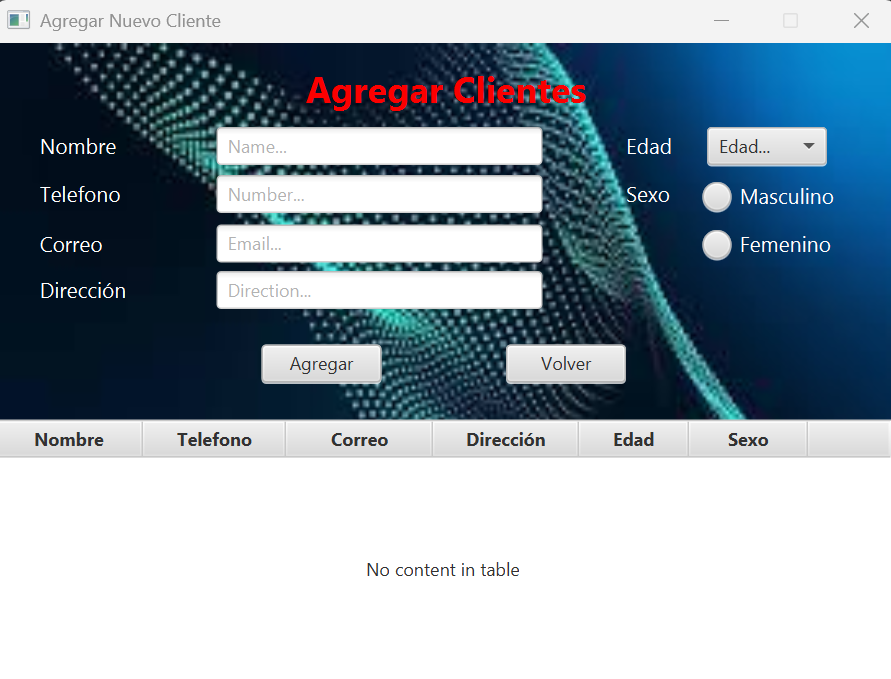 Agregar Nuevo Cliente
Agregar Clientes
Nombre Name... Edad Edad...
Telefono Number... Sexo Masculino
Correo Email... Femenino
Dirección Direction...
Agregar Volver
Nombre Telefono Correo Dirección Edad Sexo
No content in table